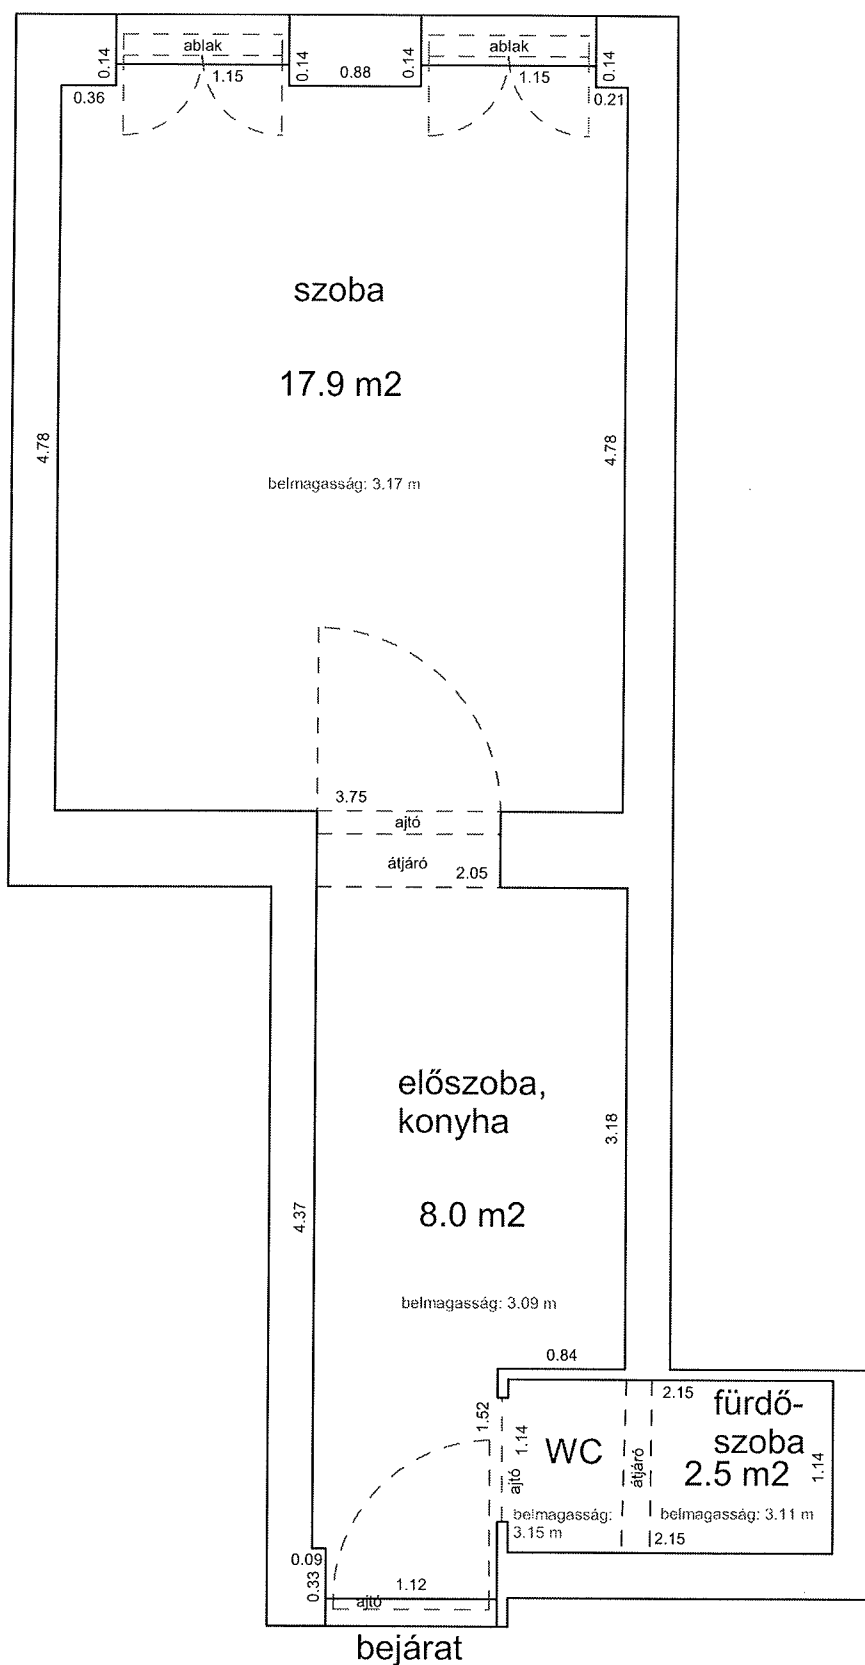 ablak
ablak
0.14
0.14
0.14
0.14
1.15
0.88
1.15
0.36
0.21
szoba
17.9 m2
4.78
4.78
belmagasság: 3.17 m
3.75
ajtó
átjáró
2.05
előszoba,
konyha
3.18
4.37
8.0 m2
belmagasság: 3.09 m
0.84
2.15
fürdő-
szoba
1.52
1.14
WC
átjáró
2.5 m2
1.14
ajtó
belmagasság:
3.15 m
belmagasság: 3.11 m
2.15
0.09
0.33
1.12
ajtó
bejárat